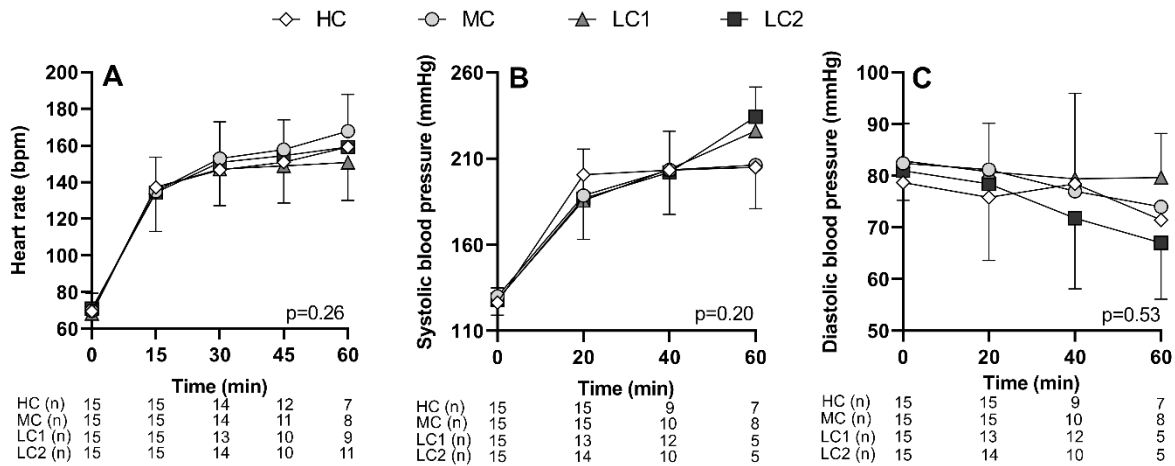 HC MC LC1 LC2
A
Heart rate (bpm)
200
180
160
140
120
100
80
60
p=0.26
0 15 30 45 60
Time (min)
HC (n) 15 15 14 12 7
MC (n) 15 15 14 11 8
LC1 (n) 15 15 13 10 9
LC2 (n) 15 15 14 10 11
B
Systolic blood pressure (mmHg)
260
210
160
110
p=0.20
0 20 40 60
Time (min)
HC (n) 15 15 9 7
MC (n) 15 15 10 8
LC1 (n) 15 13 12 5
LC2 (n) 15 14 10 5
C
Diastolic blood pressure (mmHg)
100
90
80
70
60
50
p=0.53
0 20 40 60
Time (min)
HC (n) 15 15 9 7
MC (n) 15 15 10 8
LC1 (n) 15 13 12 5
LC2 (n) 15 14 10 5